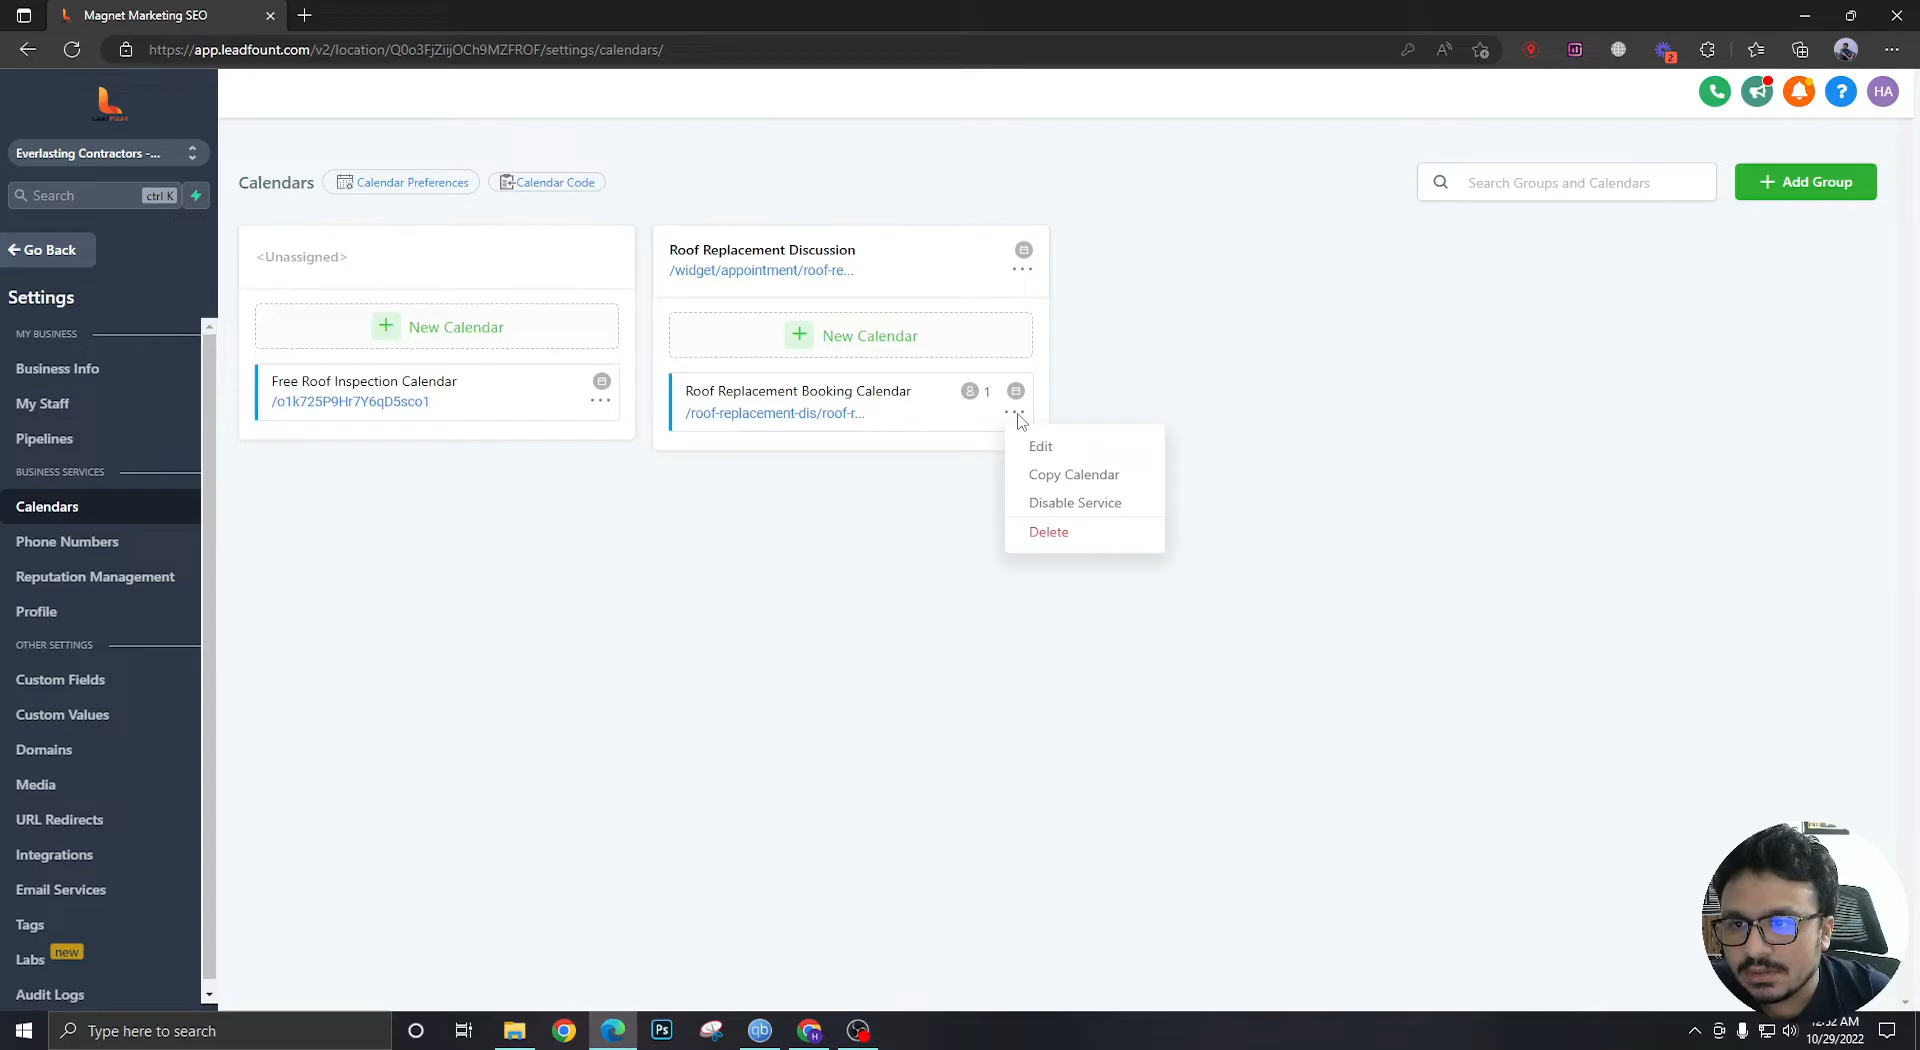 Magnet Marketing SEO
https://app.leadfount.com/v2/location/Q0o3FjZiijOCh9MZFROF/settings/calendars/
2
HA
Everlasting Contractors -...
Search
ctrl K
Go Back
Settings
MY BUSINESS
Business Info
My Staff
Pipelines
BUSINESS SERVICES
Calendars
Phone Numbers
Reputation Management
Profile
OTHER SETTINGS
Custom Fields
Custom Values
Domains
Media
URL Redirects
Integrations
Email Services
Tags
Labs new
Audit Logs
Calendars
Calendar Preferences
Calendar Code
Search Groups and Calendars
+ Add Group
<Unassigned>
+ New Calendar
Free Roof Inspection Calendar
/o1k725P9Hr7Y6qD5sco1
Roof Replacement Discussion
/widget/appointment/roof-re...
+ New Calendar
Roof Replacement Booking Calendar
1
/roof-replacement-dis/roof-r...
Edit
Copy Calendar
Disable Service
Delete
Type here to search
Ps
qb
10/29/2022